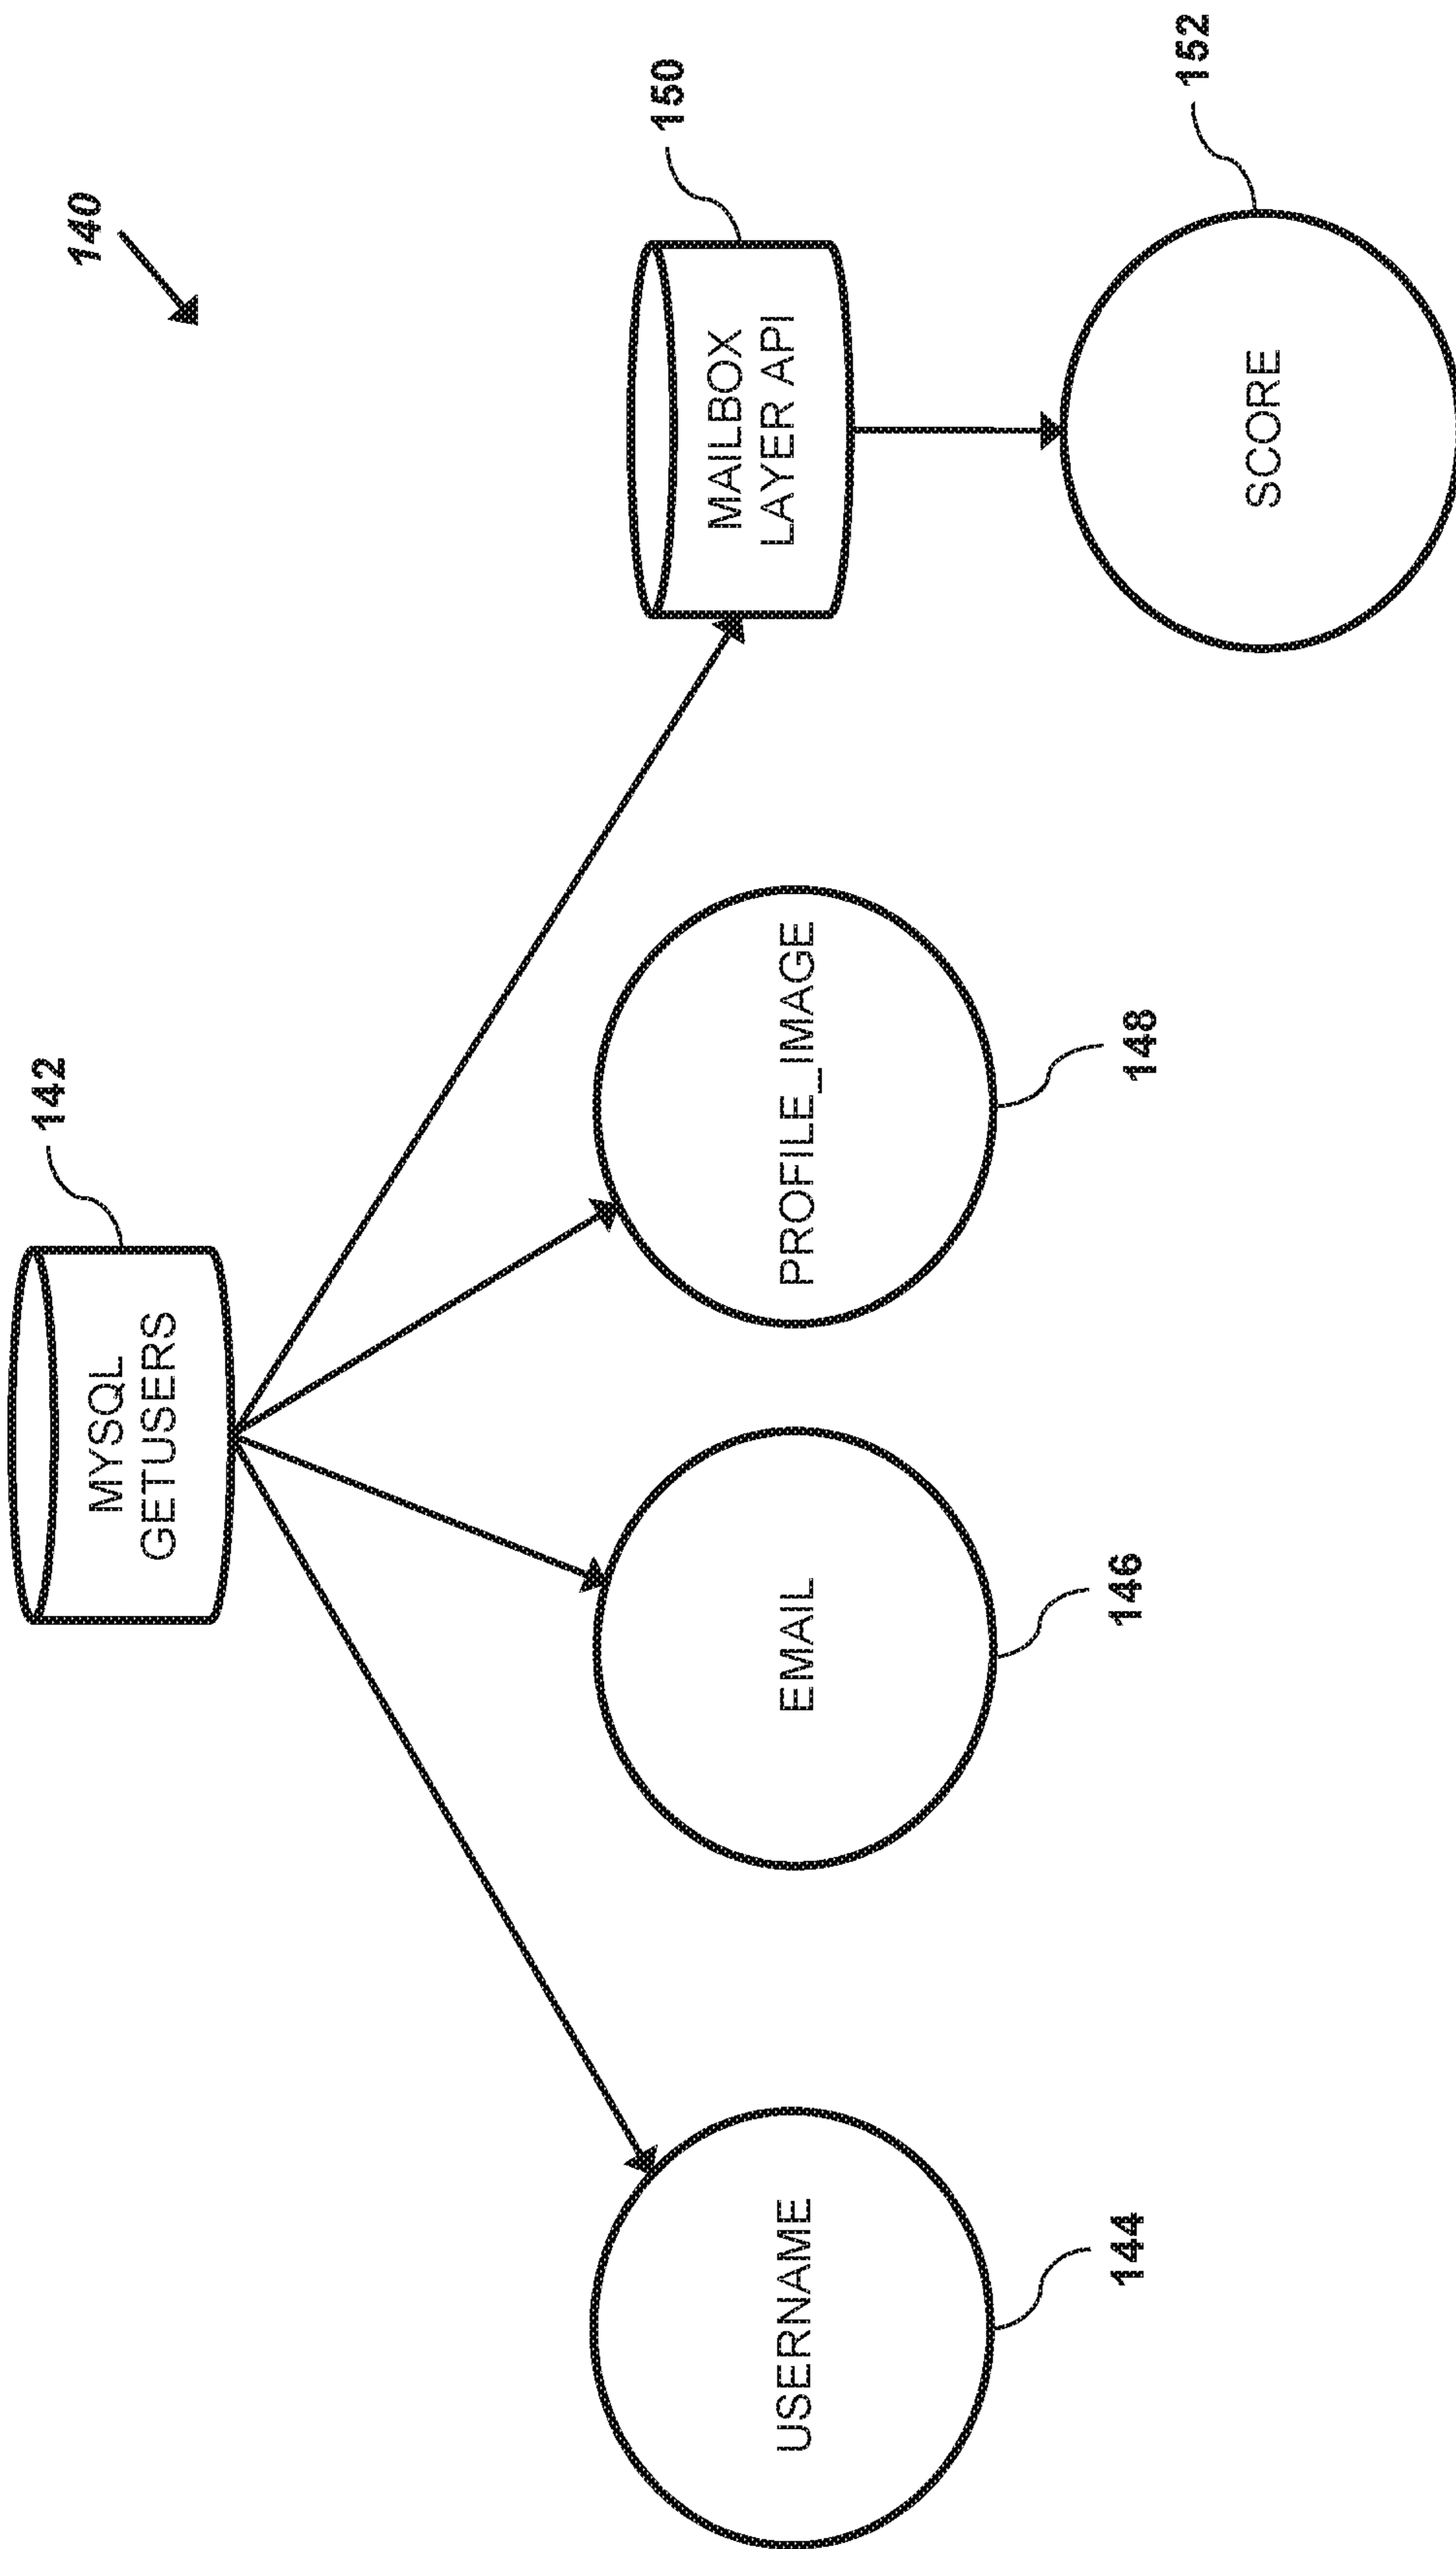 140
142
MYSQL
GETUSERS
150
MAILBOX
LAYER API
USERNAME
144
EMAIL
146
PROFILE_IMAGE
148
SCORE
152